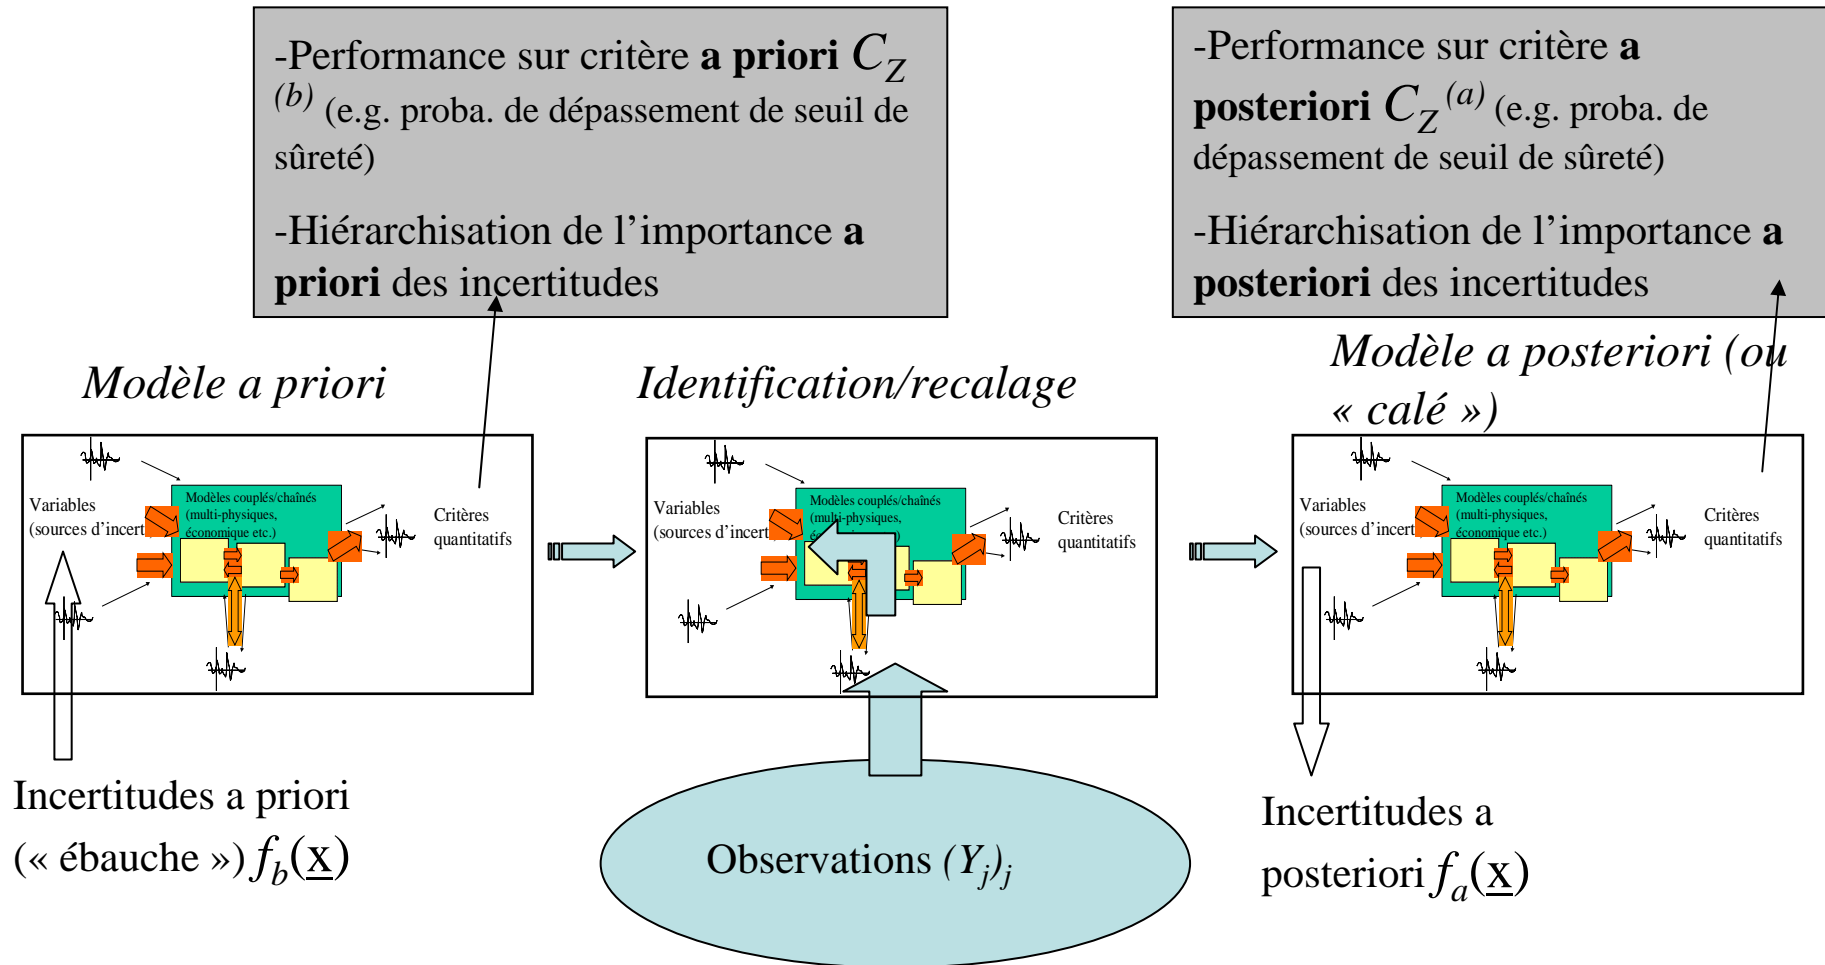 -Performance sur critère a priori C_Z
(b) (e.g. proba. de dépassement de seuil de
sûreté)
-Hiérarchisation de l’importance a
priori des incertitudes
-Performance sur critère a
posteriori C_Z (a) (e.g. proba. de
dépassement de seuil de sûreté)
-Hiérarchisation de l’importance a
posteriori des incertitudes
Modèle a priori
Identification/recalage
Modèle a posteriori (ou
« calé »)
Variables
(sources d’incert
Modèles couplés/chaînés
(multi-physiques,
économique etc.)
Critères
quantitatifs
Variables
(sources d’incert
Modèles couplés/chaînés
(multi-physiques,
Critères
quantitatifs
Variables
(sources d’incert
Modèles couplés/chaînés
(multi-physiques,
économique etc.)
Critères
quantitatifs
Incertitudes a priori
(« ébauche ») f_b(x)
Observations (Y_j)_j
Incertitudes a
posteriori f_a(x)